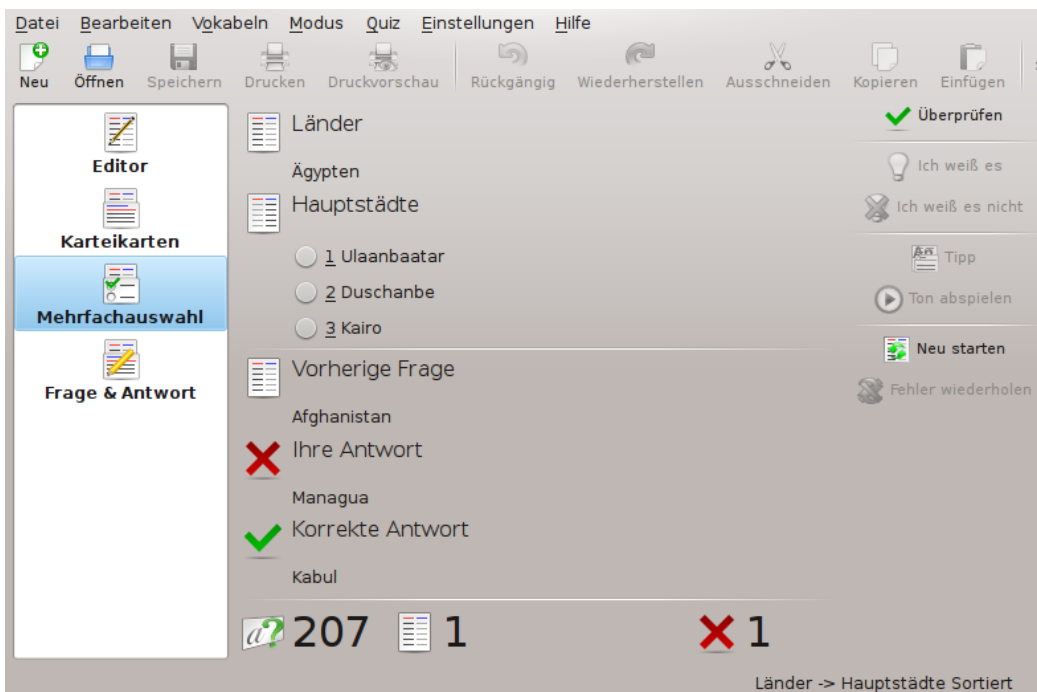 Datei Bearbeiten Vokabeln Modus Quiz Einstellungen Hilfe
Neu Öffnen Speichern Drucken Druckvorschau Rückgängig Wiederherstellen Ausschneiden Kopieren Einfügen
Editor
Karteikarten
Mehrfachauswahl
Frage & Antwort
Länder
Ägypten
Hauptstädte
1 Ulaanbaatar
2 Duschanbe
3 Kairo
Vorherige Frage
Afghanistan
Ihre Antwort
Managua
Korrekte Antwort
Kabul
a? 207 1 1
Überprüfen
Ich weiß es
Ich weiß es nicht
Tipp
Ton abspielen
Neu starten
Fehler wiederholen
Länder -> Hauptstädte Sortiert